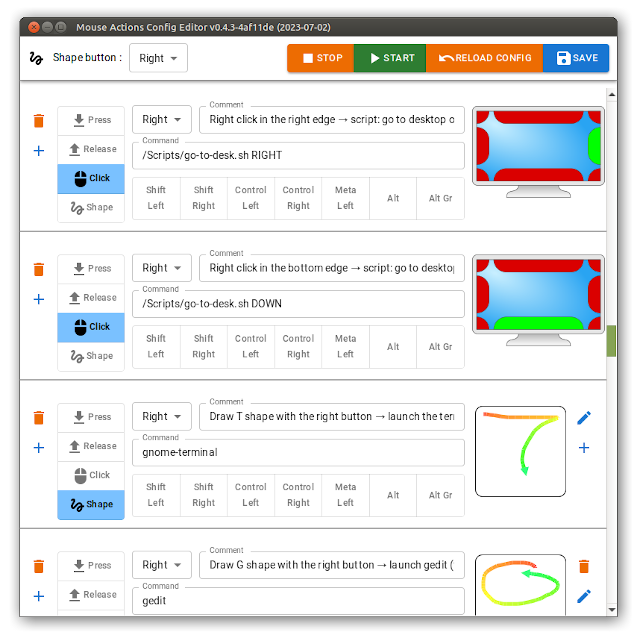 Mouse Actions Config Editor v0.4.3-4af11de (2023-07-02)
Shape button : Right STOP START RELOAD CONFIG SAVE
Press Right Comment Right click in the right edge → script: go to desktop o
Release Command /Scripts/go-to-desk.sh RIGHT
Click
Shape Shift Left Shift Right Control Left Control Right Meta Left Alt Alt Gr
Press Right Comment Right click in the bottom edge → script: go to deskto
Release Command /Scripts/go-to-desk.sh DOWN
Click
Shape Shift Left Shift Right Control Left Control Right Meta Left Alt Alt Gr
Press Right Comment Draw T shape with the right button → launch the ter
Release Command gnome-terminal
Click
Shape Shift Left Shift Right Control Left Control Right Meta Left Alt Alt Gr
Press Right Comment Draw G shape with the right button → launch gedit (
Release Command gedit